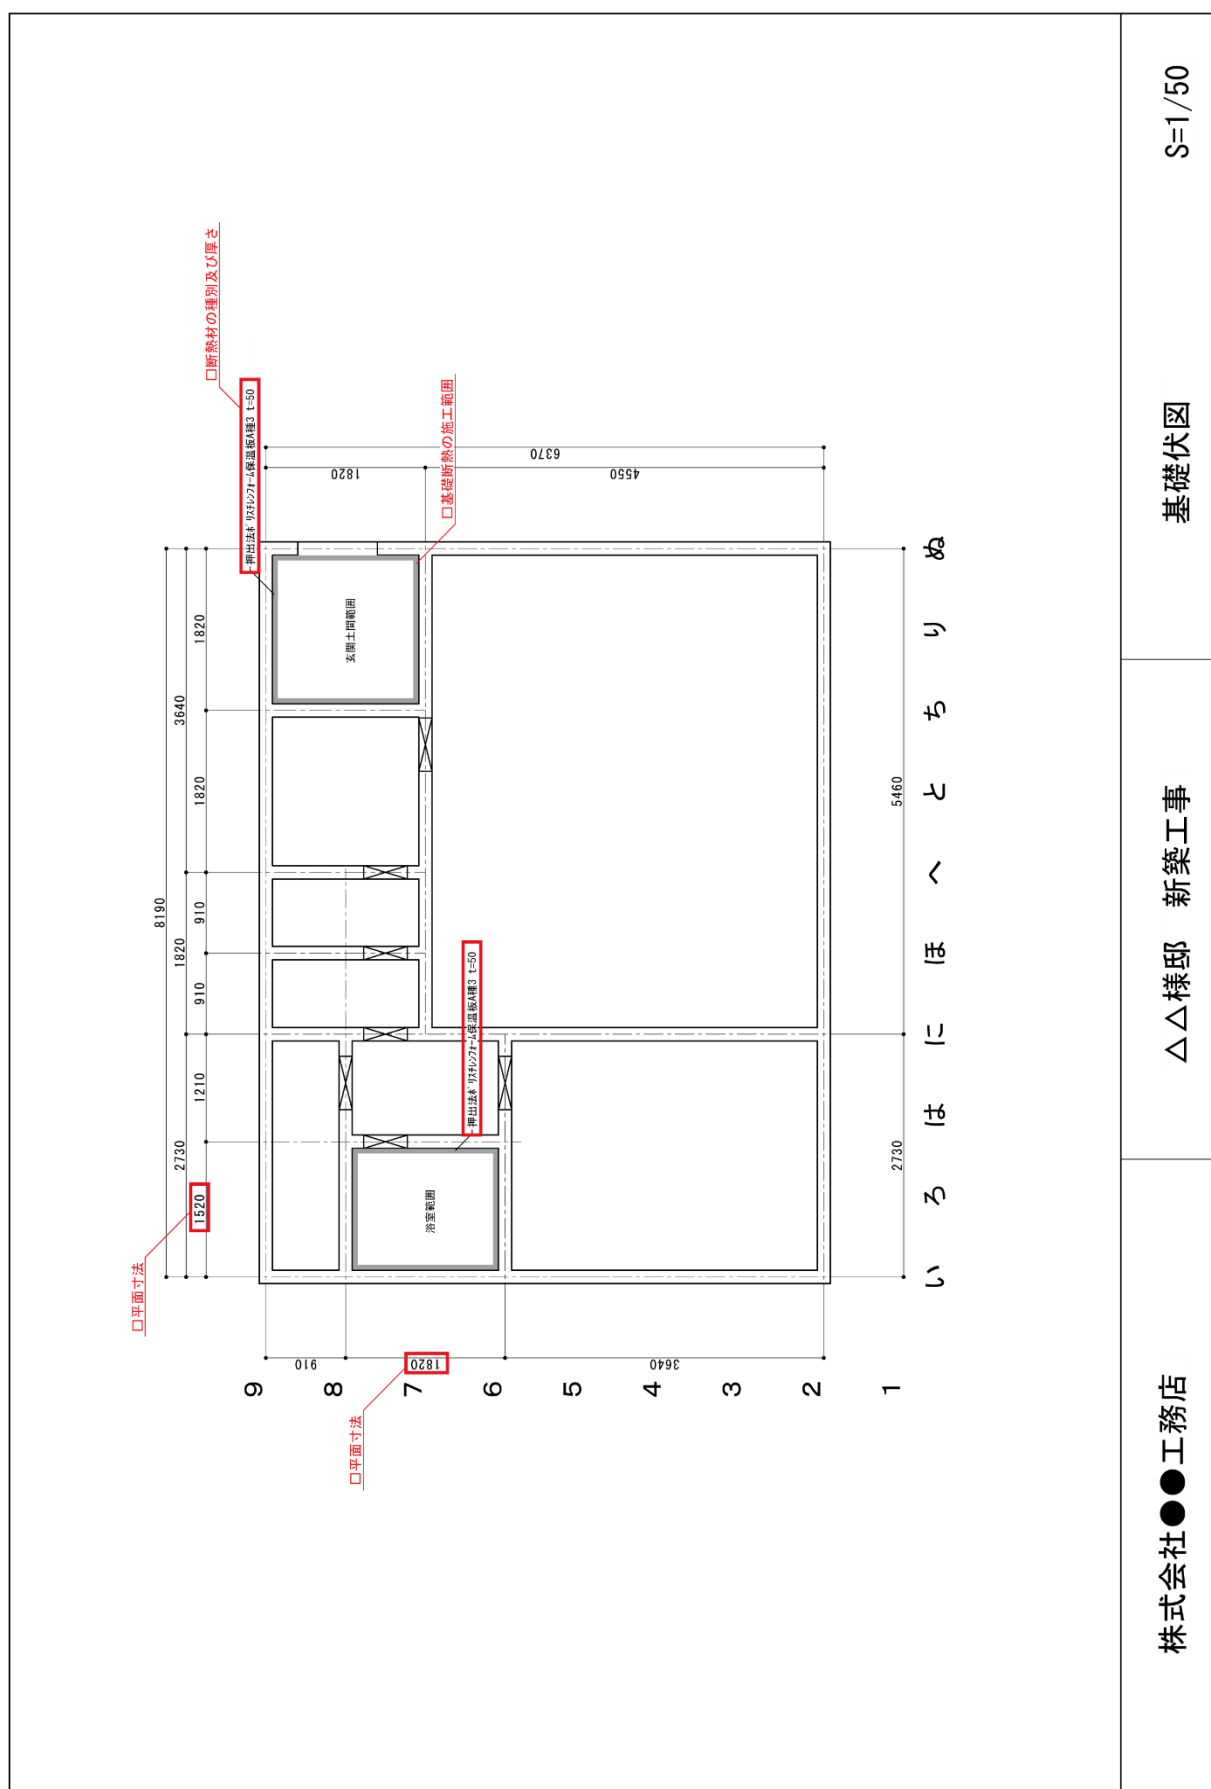 □断熱材の種別及び厚さ
押出法ﾎﾟﾘｽﾁﾚﾝﾌｫｰﾑ保温板A種3 t=50
□基礎断熱の施工範囲
□平面寸法
8190
2730
1820
3640
1520
1210
910
910
1820
1820
玄関土間範囲
浴室範囲
押出法ﾎﾟﾘｽﾁﾚﾝﾌｫｰﾑ保温板A種3 t=50
910
1820
3640
□平面寸法
1820
4550
6370
2730
5460
9
8
7
6
5
4
3
2
1
い ろ は に ほ へ と ち り ぬ
株式会社●●工務店
△△様邸 新築工事
基礎伏図
S=1/50